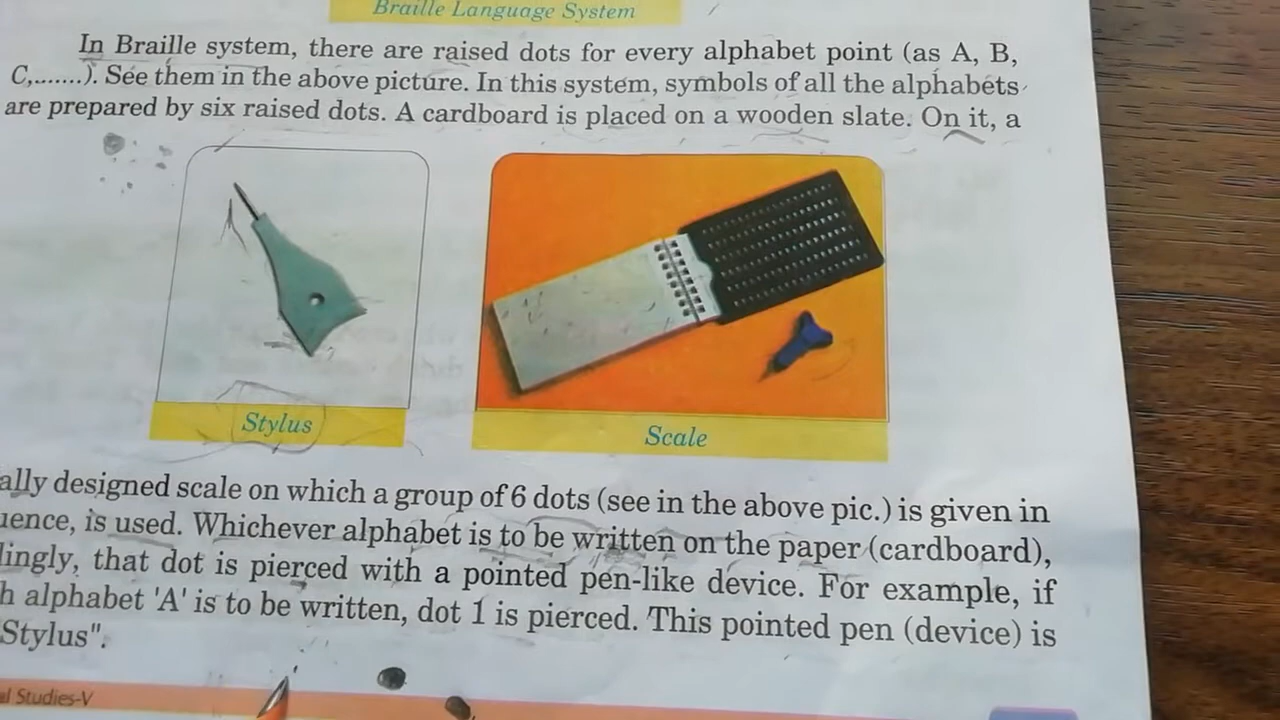 Braille Language System
In Braille system, there are raised dots for every alphabet point (as A, B,
C,.......). See them in the above picture. In this system, symbols of all the alphabets
are prepared by six raised dots. A cardboard is placed on a wooden slate. On it, a
Stylus
Scale
ally designed scale on which a group of 6 dots (see in the above pic.) is given in
uence, is used. Whichever alphabet is to be written on the paper (cardboard),
lingly, that dot is pierced with a pointed pen-like device. For example, if
h alphabet 'A' is to be written, dot 1 is pierced. This pointed pen (device) is
Stylus".
al Studies-V